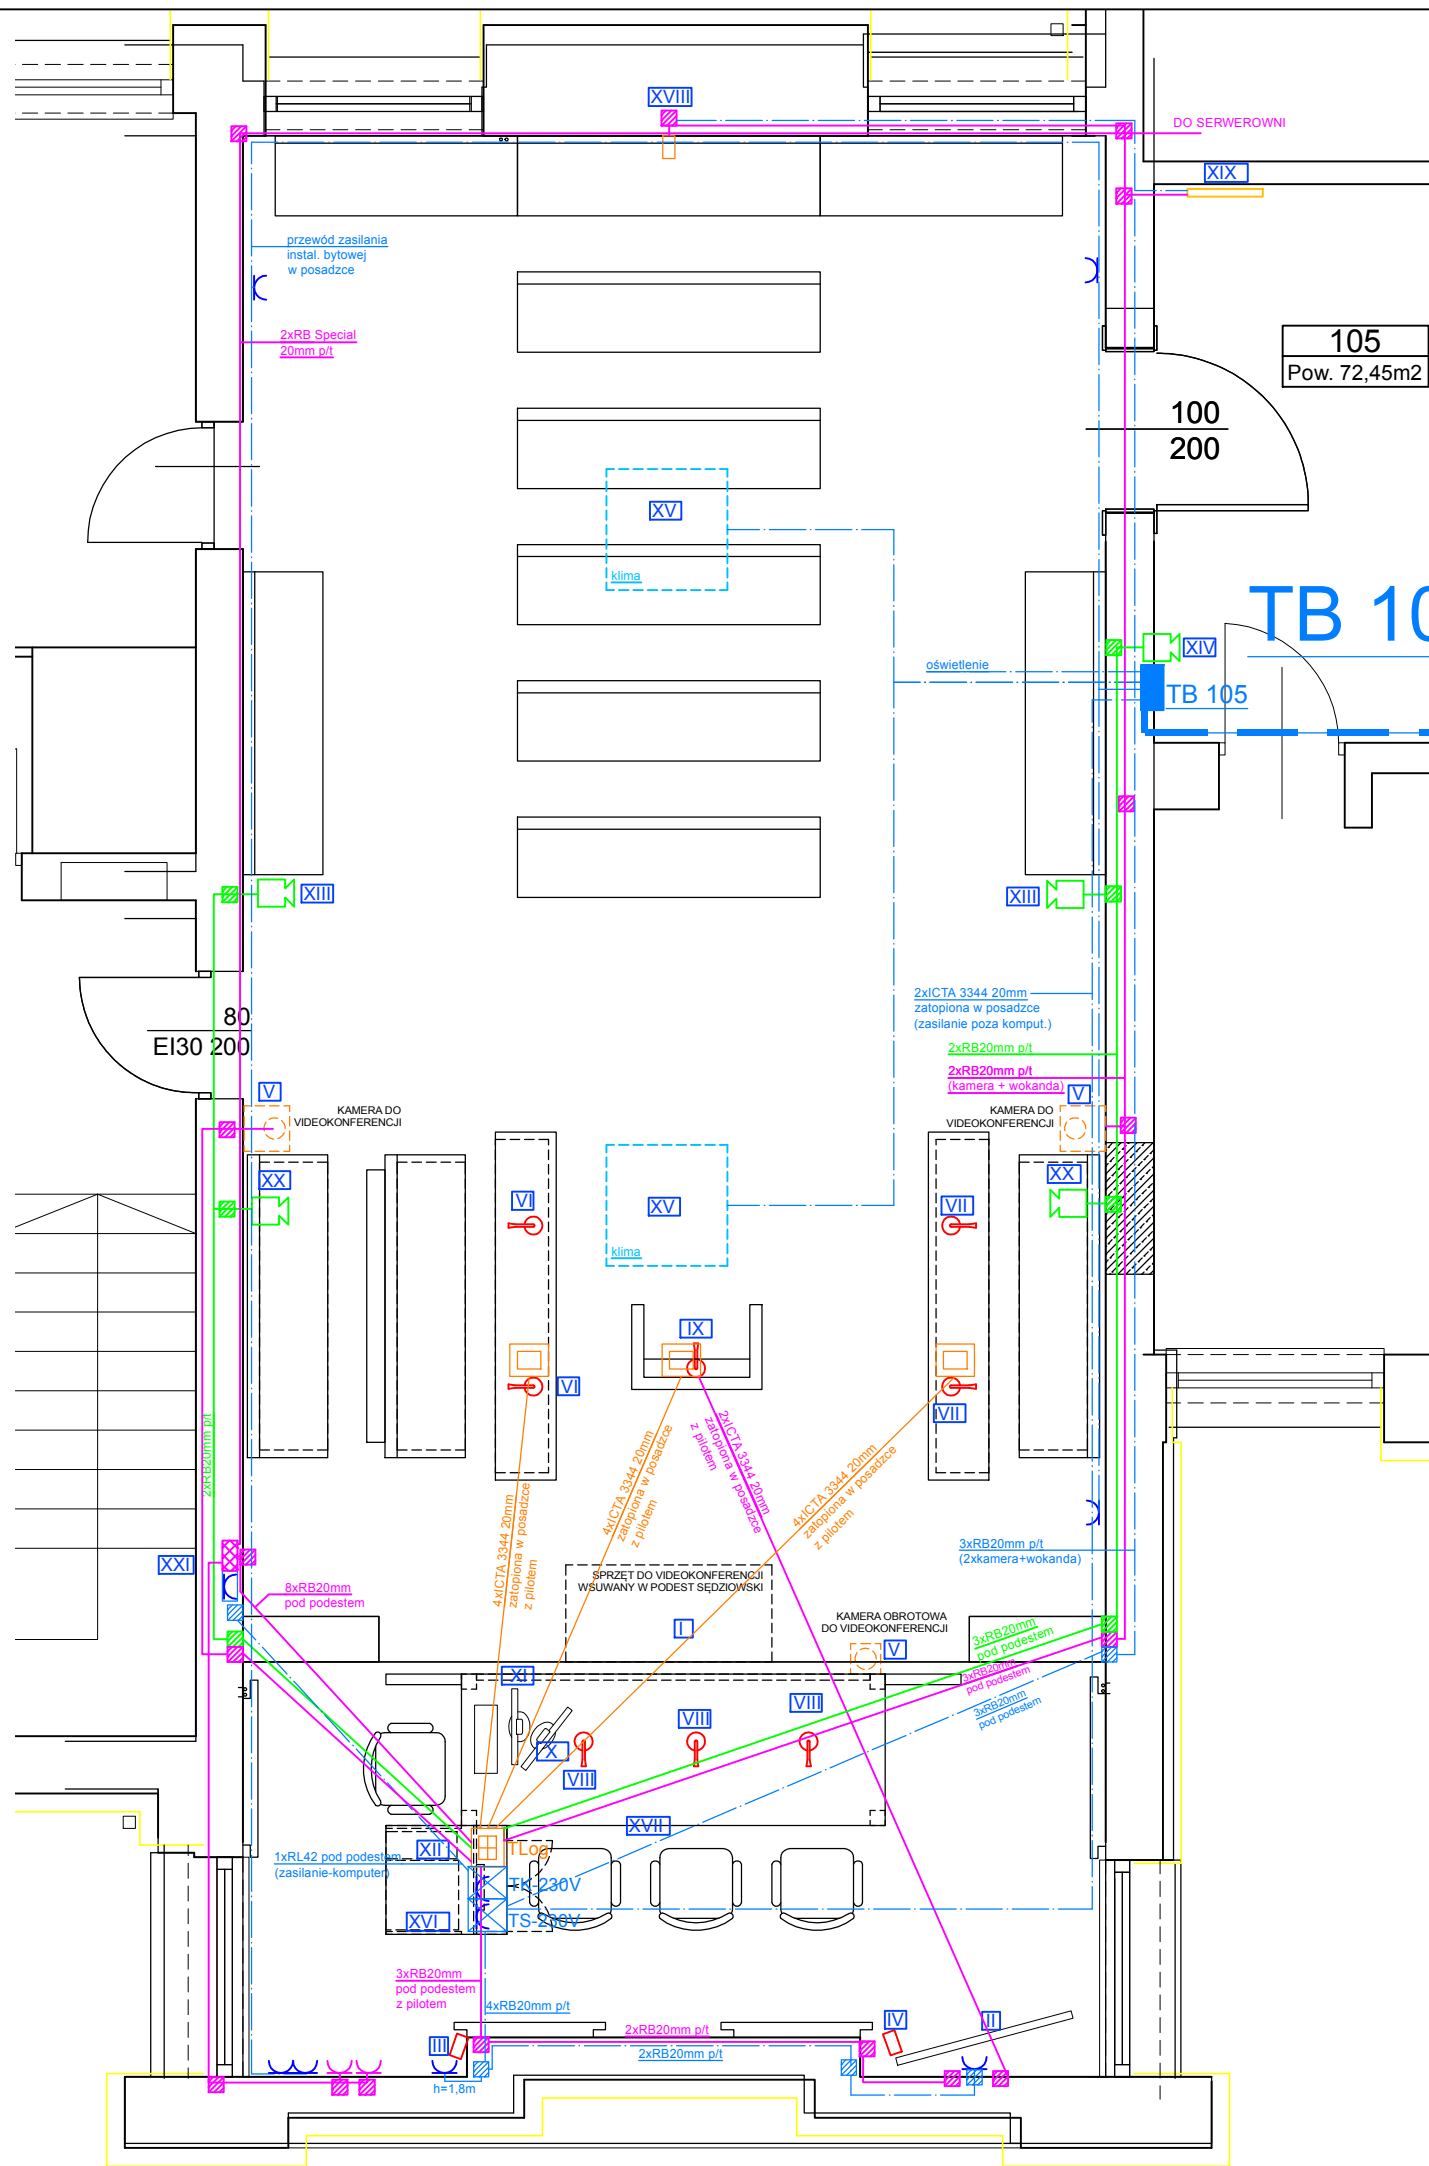 XVIII
DO SERWEROWNI
XIX
przewód zasilania
instal. bytowej
w posadzce
2xRB Special
20mm p/t
105
Pow. 72,45m2
100
200
XV
klima
TB 10
oświetlenie
XIV
TB 105
XIII
XIII
2xICTA 3344 20mm
zatopiona w posadzce
(zasilanie poza komput.)
80
EI30 200
2xRB20mm p/t
2xRB20mm p/t
(kamera + wokanda)
V
KAMERA DO
VIDEOKONFERENCJI
V
KAMERA DO
VIDEOKONFERENCJI
XX
XX
VI
XV
VII
klima
IX
VI
VII
2xRB20mm p/t
4xICTA 3344 20mm
zatopiona w posadzce
z pilotem
4xICTA 3344 20mm
zatopiona w posadzce
z pilotem
2xICTA 3344 20mm
zatopiona w posadzce
z pilotem
4xICTA 3344 20mm
zatopiona w posadzce
z pilotem
3xRB20mm p/t
(2xkamera+wokanda)
XXI
8xRB20mm
pod podestem
SPRZĘT DO VIDEOKONFERENCJI
WSUWANY W PODEST SĘDZIOWSKI
I
KAMERA OBROTOWA
DO VIDEOKONFERENCJI
V
3xRB20mm
pod podestem
3xRB20mm
pod podestem
3xRB20mm
pod podestem
XI
X
VIII
VIII
VIII
XVII
XII
TLog
1xRL42 pod podestem
(zasilanie-komputer)
TK-230V
XVI
TS-230V
3xRB20mm
pod podestem
z pilotem
4xRB20mm p/t
III
2xRB20mm p/t
IV
II
2xRB20mm p/t
h=1,8m